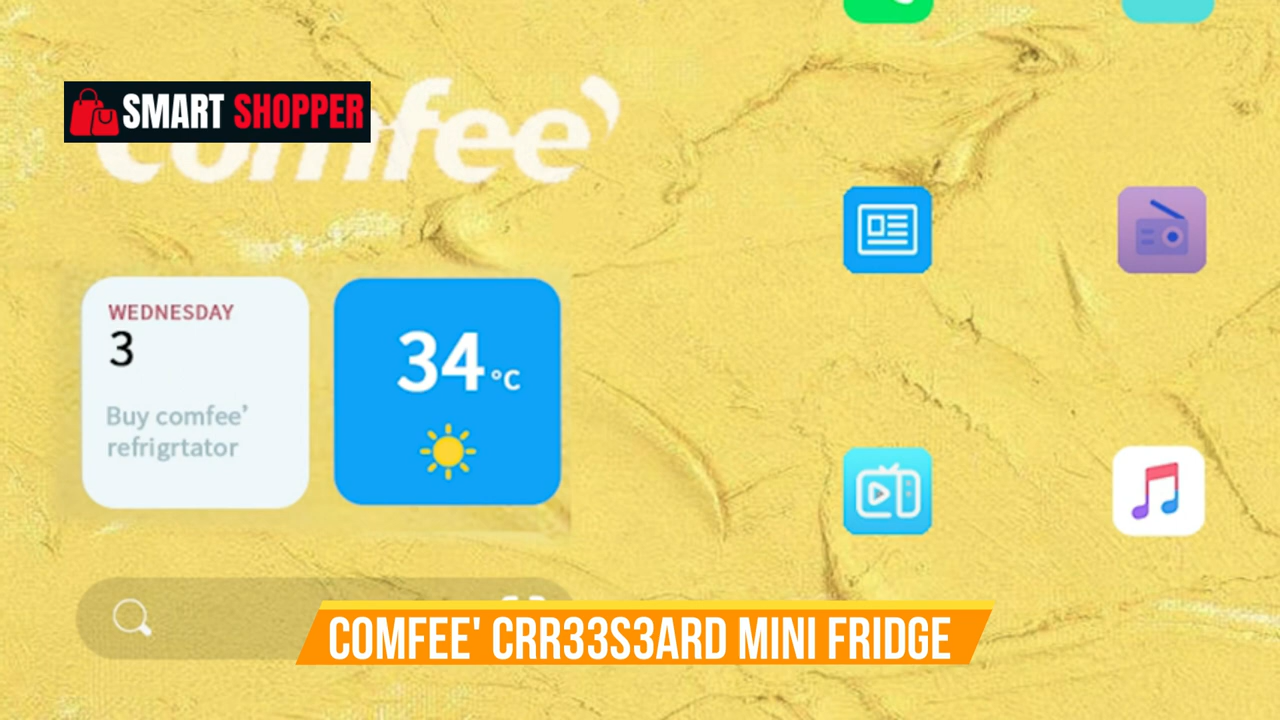 SMART SHOPPER
comfee’
WEDNESDAY
3
Buy comfee’
refrigrtator
34 °C
COMFEE' CRR33S3ARD MINI FRIDGE